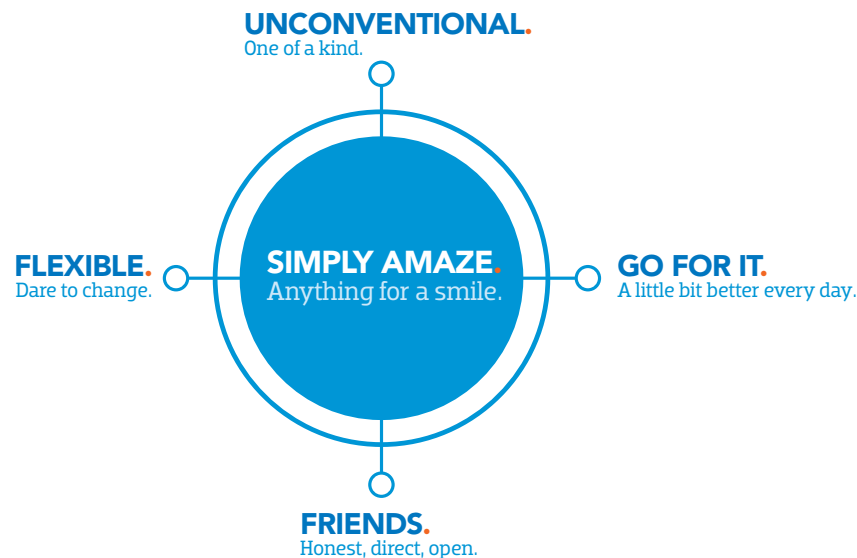 UNCONVENTIONAL.
One of a kind.
FLEXIBLE.
Dare to change.
SIMPLY AMAZE.
Anything for a smile.
GO FOR IT.
A little bit better every day.
FRIENDS.
Honest, direct, open.